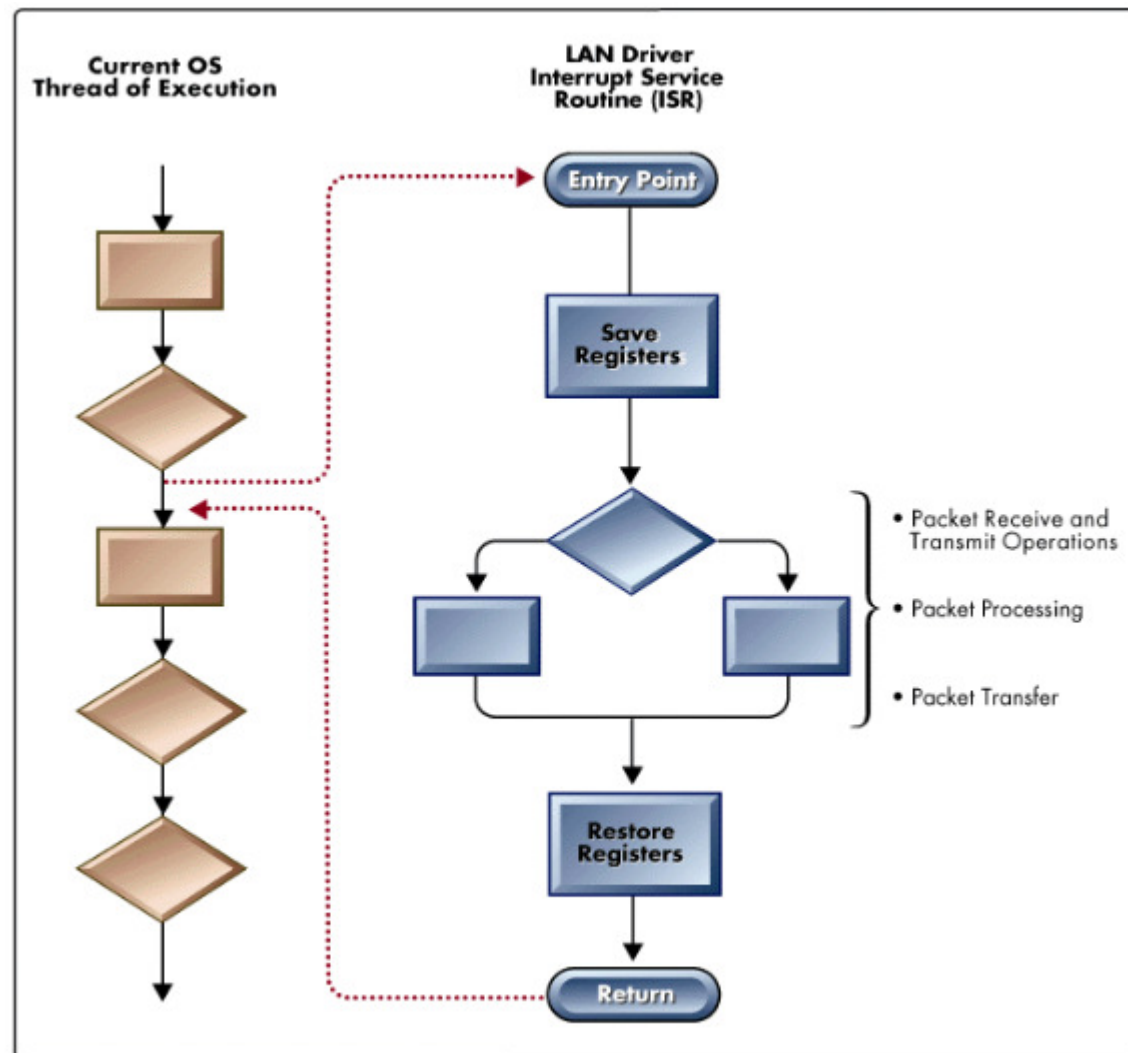 Current OS
Thread of Execution
LAN Driver
Interrupt Service
Routine (ISR)
Entry Point
Save
Registers
• Packet Receive and
Transmit Operations
• Packet Processing
• Packet Transfer
Restore
Registers
Return